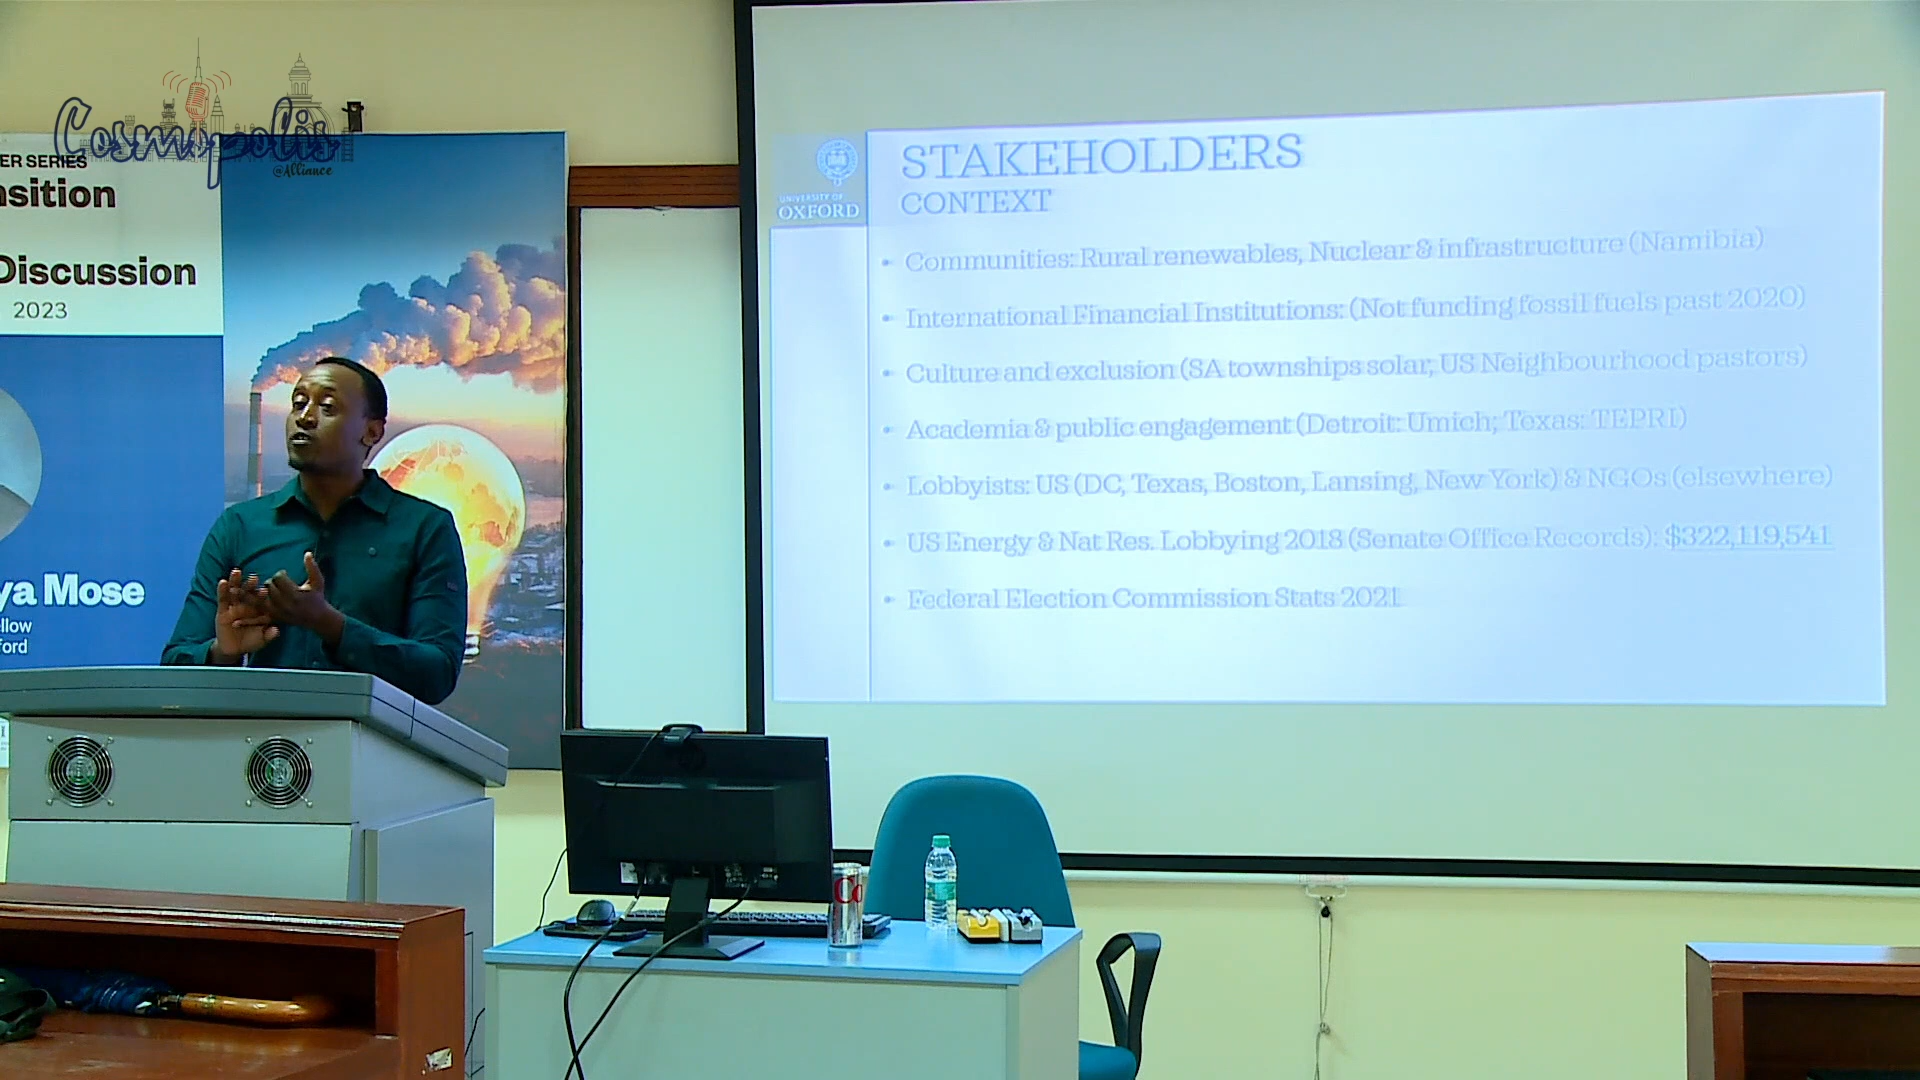 Cosmopolis
@Alliance
ER SERIES
nsition
Discussion
2023
ya Mose
ellow
ford
UNIVERSITY OF
OXFORD
STAKEHOLDERS
CONTEXT
• Communities: Rural renewables, Nuclear & infrastructure (Namibia)
• International Financial Institutions: (Not funding fossil fuels past 2020)
• Culture and exclusion (SA townships solar; US Neighbourhood pastors)
• Academia & public engagement (Detroit: Umich; Texas: TEPRI)
• Lobbyists: US (DC, Texas, Boston, Lansing, New York) & NGOs (elsewhere)
• US Energy & Nat Res. Lobbying 2018 (Senate Office Records): $322,119,541
• Federal Election Commission Stats 2021
Co